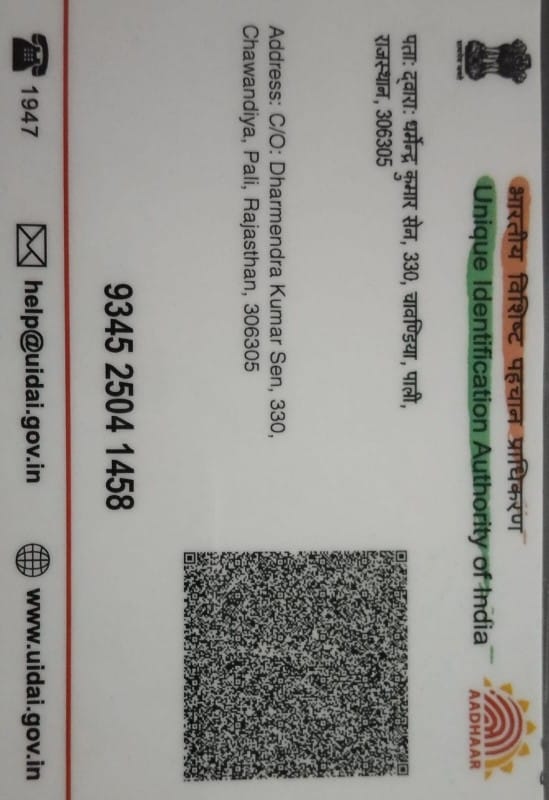 भारतीय विशिष्ट पहचान प्राधिकरण
Unique Identification Authority of India
AADHAAR
पता: द्वारा: धर्मेन्द्र कुमार सेन, 330, चावण्डिया, पाली,
राजस्थान, 306305
Address: C/O: Dharmendra Kumar Sen, 330,
Chawandiya, Pali, Rajasthan, 306305
9345 2504 1458
1947 help@uidai.gov.in www.uidai.gov.in